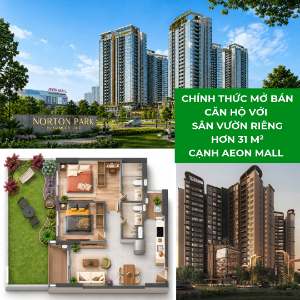 NORTON PARK
CHÍNH THỨC MỞ BÁN
CĂN HỘ VỚI
SÂN VƯỜN RIÊNG
HƠN 31 M²
CẠNH AEON MALL